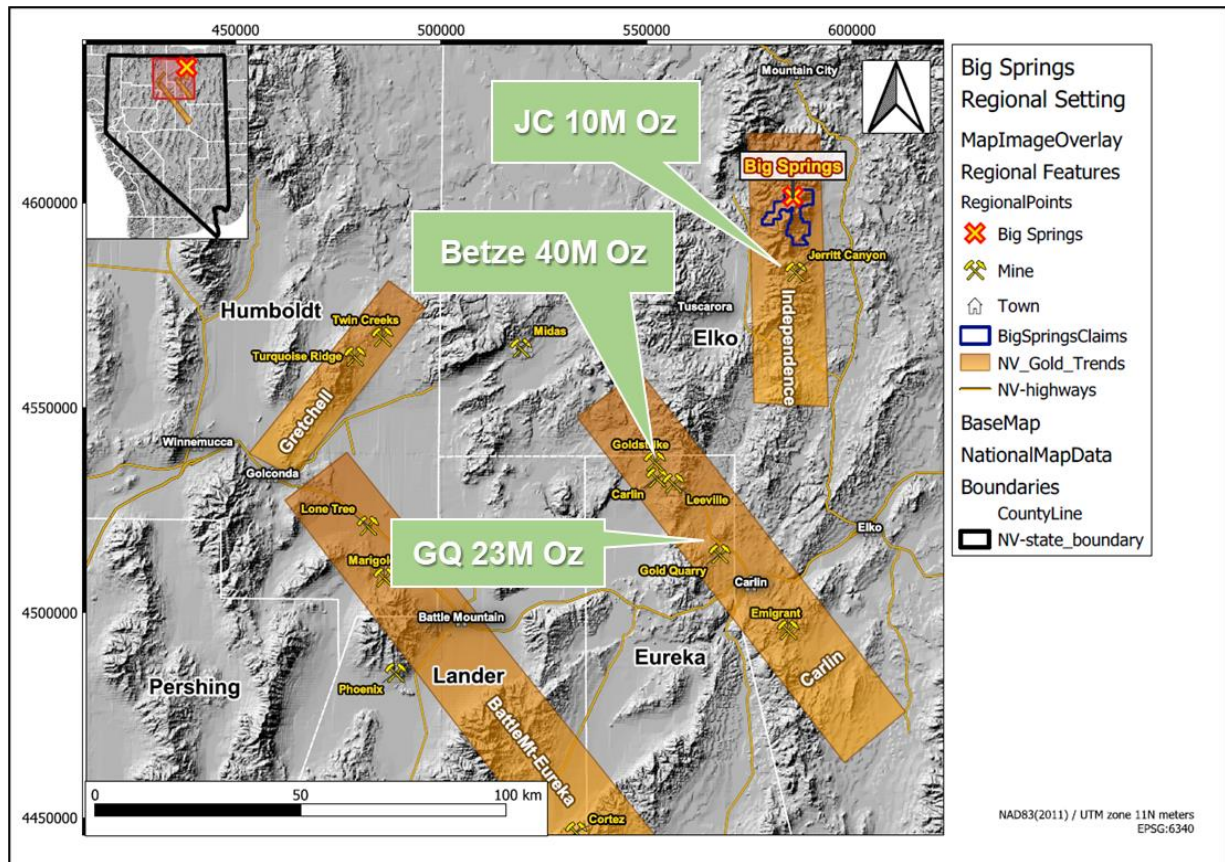 450000
500000
550000
600000
4600000
4550000
4500000
4450000
Mountain City
JC 10M Oz
Big Springs
Betze 40M Oz
Jerritt Canyon
Independence
Tuscarora
Elko
Humboldt
Twin Creeks
Turquoise Ridge
Midas
Getchell
Winnemucca
Golconda
Goldstrike
Carlin
Leeville
Lone Tree
Elko
GQ 23M Oz
Marigol
Gold Quarry
Carlin
Battle Mountain
Emigrant
Eureka
Carlin
Lander
Pershing
Phoenix
BattleMt-Eureka
Cortez
0
50
100 km
Big Springs
Regional Setting
MapImageOverlay
Regional Features
RegionalPoints
Big Springs
Mine
Town
BigSpringsClaims
NV_Gold_Trends
NV-highways
BaseMap
NationalMapData
Boundaries
CountyLine
NV-state_boundary
NAD83(2011) / UTM zone 11N meters
EPSG:6340